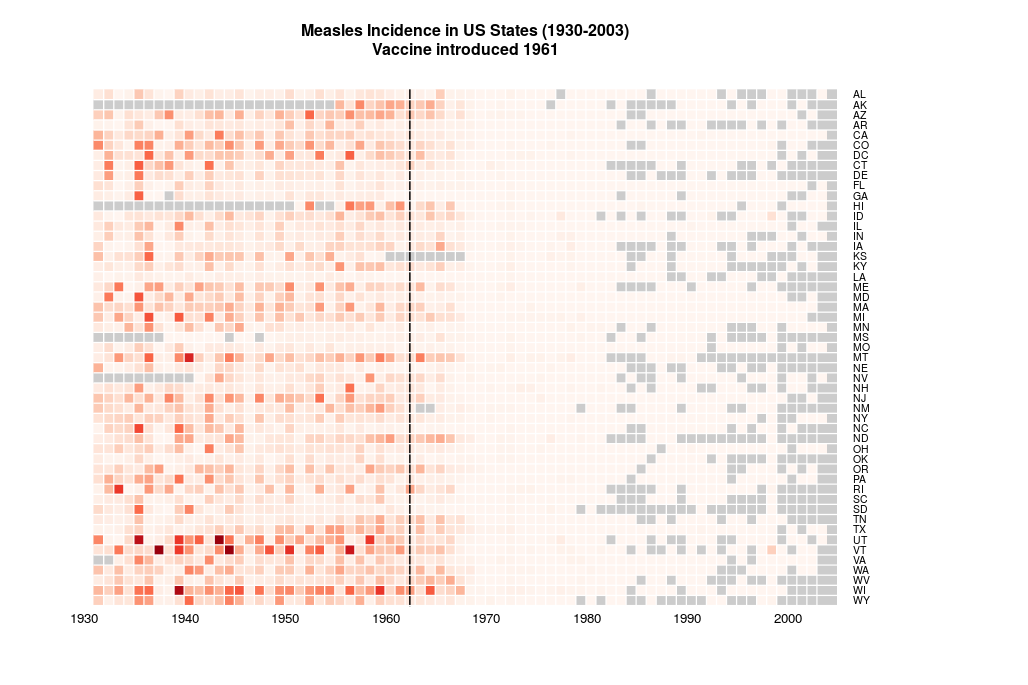 Measles Incidence in US States (1930-2003)
Vaccine introduced 1961
AL
AK
AZ
AR
CA
CO
DC
CT
DE
FL
GA
HI
ID
IL
IN
IA
KS
KY
LA
ME
MD
MA
MI
MN
MS
MO
MT
NE
NV
NH
NJ
NM
NY
NC
ND
OH
OK
OR
PA
RI
SC
SD
TN
TX
UT
VT
VA
WA
WV
WI
WY
1930 1940 1950 1960 1970 1980 1990 2000